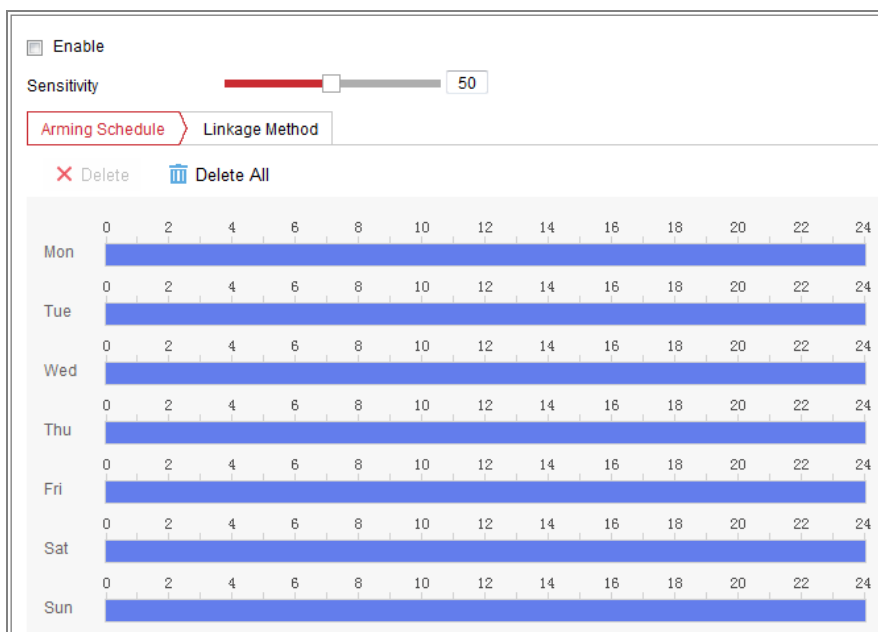 Enable
Sensitivity 50
Arming Schedule Linkage Method
Delete Delete All
0 2 4 6 8 10 12 14 16 18 20 22 24
Mon
0 2 4 6 8 10 12 14 16 18 20 22 24
Tue
0 2 4 6 8 10 12 14 16 18 20 22 24
Wed
0 2 4 6 8 10 12 14 16 18 20 22 24
Thu
0 2 4 6 8 10 12 14 16 18 20 22 24
Fri
0 2 4 6 8 10 12 14 16 18 20 22 24
Sat
0 2 4 6 8 10 12 14 16 18 20 22 24
Sun